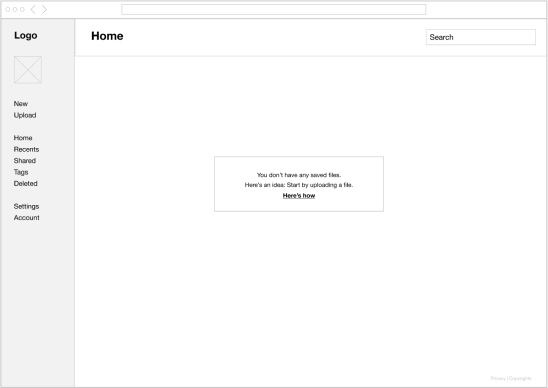 Logo
Home
Search
New
Upload
Home
Recents
Shared
Tags
Deleted
Settings
Account
You don't have any saved files.
Here's an idea: Start by uploading a file.
Here's how
Privacy | Copyrights